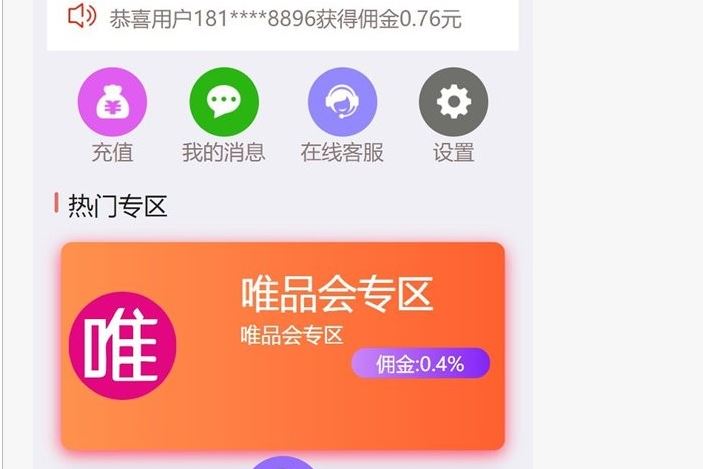 恭喜用户181****8896获得佣金0.76元
充值 我的消息 在线客服 设置
热门专区
唯品会专区
唯
唯品会专区
佣金:0.4%